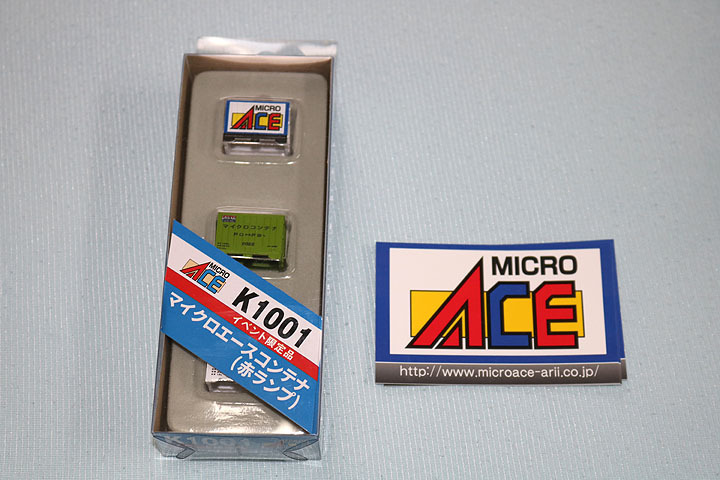 MICRO
ACE
マイクロコンテナ
MICRO
ACE
K1001
イベント限定品
マイクロエースコンテナ
(赤ランプ)
K1001
MICRO
ACE
http://www.microace-arii.co.jp/